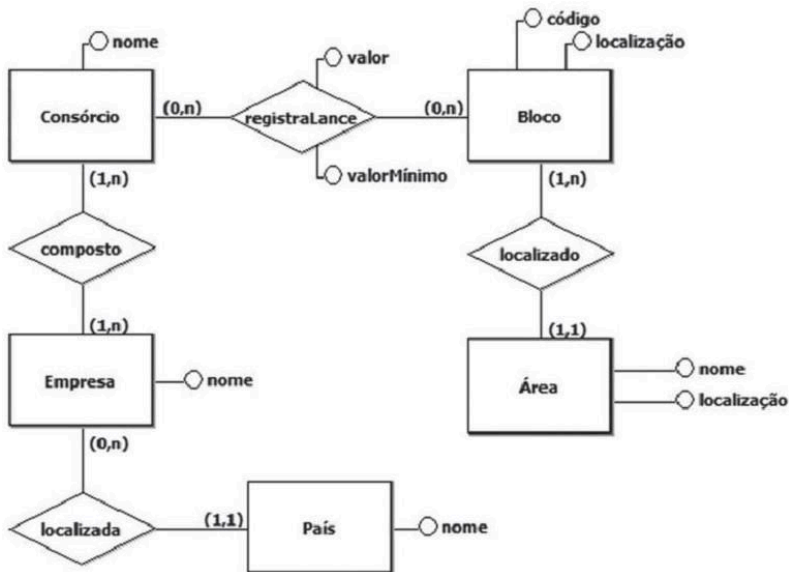 código
nome
localização
valor
Consórcio
(0,n)
registraLance
(0,n)
Bloco
valorMínimo
(1,n)
(1,n)
composto
localizado
(1,n)
(1,1)
Empresa
nome
Área
nome
localização
(0,n)
localizada
(1,1)
País
nome